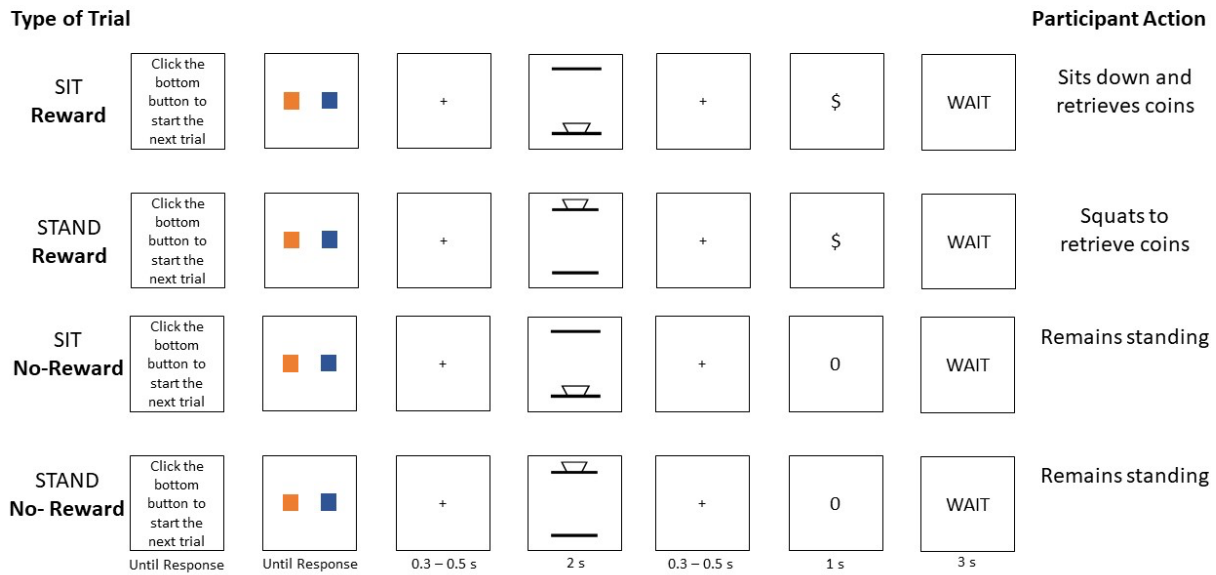 Type of Trial
Participant Action
SIT
Reward
Click the
bottom
button to
start the
next trial
+
+
$
WAIT
Sits down and
retrieves coins
STAND
Reward
Click the
bottom
button to
start the
next trial
+
+
$
WAIT
Squats to
retrieve coins
SIT
No-Reward
Click the
bottom
button to
start the
next trial
+
+
0
WAIT
Remains standing
STAND
No- Reward
Click the
bottom
button to
start the
next trial
+
+
0
WAIT
Remains standing
Until Response
Until Response
0.3 – 0.5 s
2 s
0.3 – 0.5 s
1 s
3 s